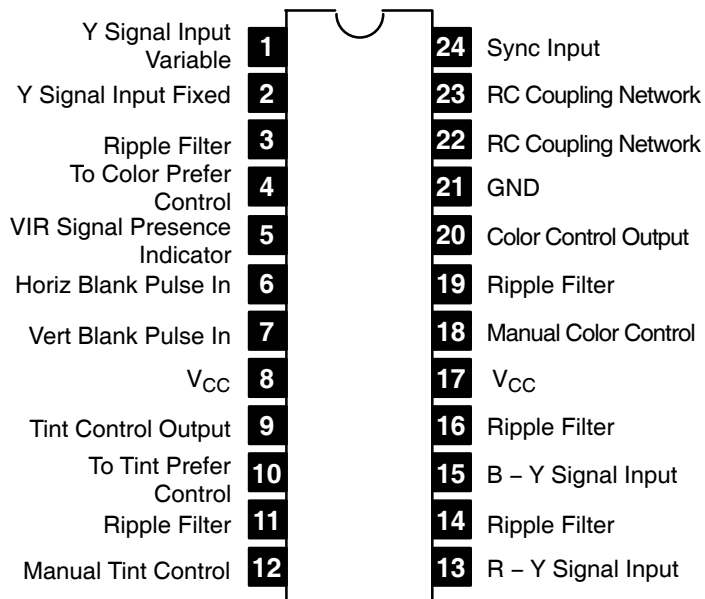 Y Signal Input
Variable
1
24
Sync Input
Y Signal Input Fixed
2
23
RC Coupling Network
Ripple Filter
3
22
RC Coupling Network
To Color Prefer
Control
4
21
GND
VIR Signal Presence
Indicator
5
20
Color Control Output
Horiz Blank Pulse In
6
19
Ripple Filter
Vert Blank Pulse In
7
18
Manual Color Control
VCC
8
17
VCC
Tint Control Output
9
16
Ripple Filter
To Tint Prefer
Control
10
15
B – Y Signal Input
Ripple Filter
11
14
Ripple Filter
Manual Tint Control
12
13
R – Y Signal Input